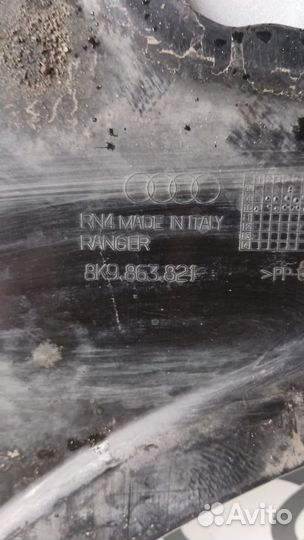 RN4 MADE IN ITALY
RANGER
8K9.863.821
>PP
Avito